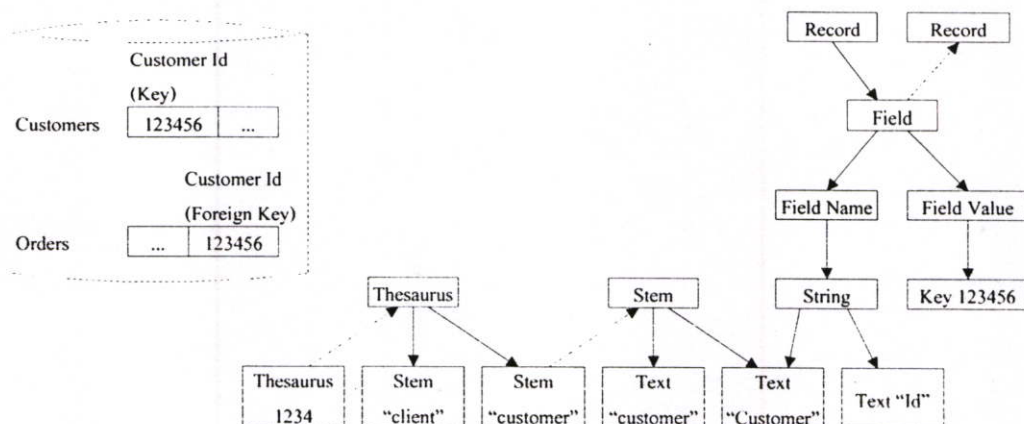 Customer Id
(Key)
Customers 123456 ...
Customer Id
(Foreign Key)
Orders ... 123456
Record Record
Field
Field Name Field Value
Thesaurus Stem String Key 123456
Thesaurus Stem Stem Text Text Text "Id"
1234 "client" "customer" "customer" "Customer"